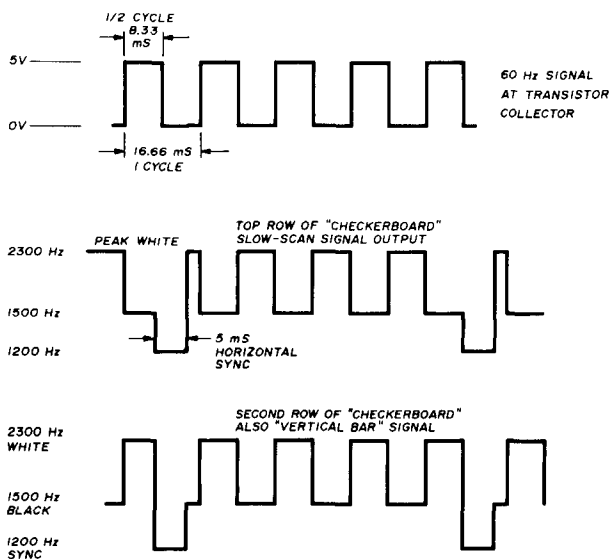 1/2 CYCLE
8.33
mS
5V
0V
60 Hz SIGNAL
AT TRANSISTOR
COLLECTOR
16.66 mS
1 CYCLE
PEAK WHITE
TOP ROW OF "CHECKERBOARD"
SLOW-SCAN SIGNAL OUTPUT
2300 Hz
1500 Hz
1200 Hz
5 mS
HORIZONTAL
SYNC
SECOND ROW OF "CHECKERBOARD"
ALSO "VERTICAL BAR" SIGNAL
2300 Hz
WHITE
1500 Hz
BLACK
1200 Hz
SYNC